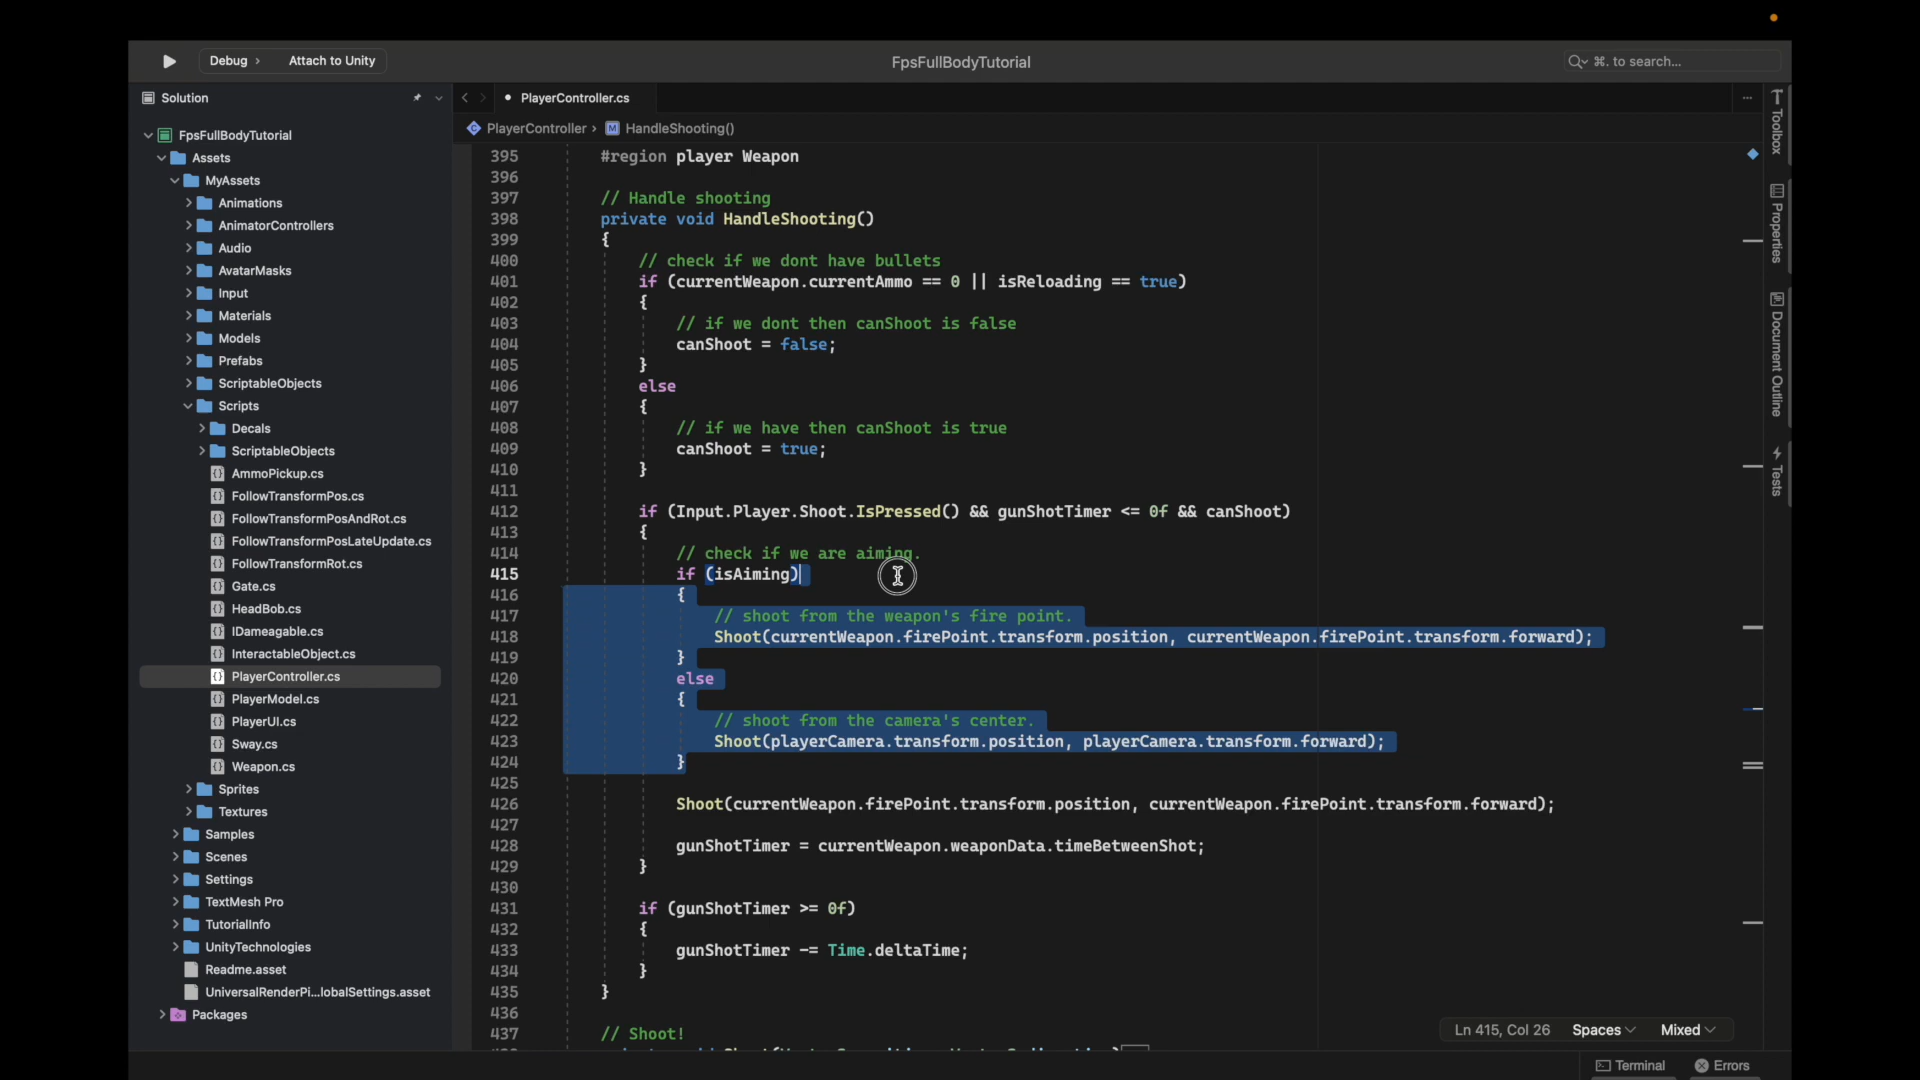 Debug
Attach to Unity
FpsFullBodyTutorial
⌘. to search...
Solution
PlayerController.cs
PlayerController › HandleShooting()
FpsFullBodyTutorial
Assets
MyAssets
Animations
AnimatorControllers
Audio
AvatarMasks
Input
Materials
Models
Prefabs
ScriptableObjects
Scripts
Decals
ScriptableObjects
AmmoPickup.cs
FollowTransformPos.cs
FollowTransformPosAndRot.cs
FollowTransformPosLateUpdate.cs
FollowTransformRot.cs
Gate.cs
HeadBob.cs
IDameagable.cs
InteractableObject.cs
PlayerController.cs
PlayerModel.cs
PlayerUI.cs
Sway.cs
Weapon.cs
Sprites
Textures
Samples
Scenes
Settings
TextMesh Pro
TutorialInfo
UnityTechnologies
Readme.asset
UniversalRenderPi...lobalSettings.asset
Packages
395 #region player Weapon
396
397 // Handle shooting
398 private void HandleShooting()
399 {
400 // check if we dont have bullets
401 if (currentWeapon.currentAmmo == 0 || isReloading == true)
402 {
403 // if we dont then canShoot is false
404 canShoot = false;
405 }
406 else
407 {
408 // if we have then canShoot is true
409 canShoot = true;
410 }
411
412 if (Input.Player.Shoot.IsPressed() && gunShotTimer <= 0f && canShoot)
413 {
414 // check if we are aiming.
415 if (isAiming)
416 {
417 // shoot from the weapon's fire point.
418 Shoot(currentWeapon.firePoint.transform.position, currentWeapon.firePoint.transform.forward);
419 }
420 else
421 {
422 // shoot from the camera's center.
423 Shoot(playerCamera.transform.position, playerCamera.transform.forward);
424 }
425
426 Shoot(currentWeapon.firePoint.transform.position, currentWeapon.firePoint.transform.forward);
427
428 gunShotTimer = currentWeapon.weaponData.timeBetweenShot;
429 }
430
431 if (gunShotTimer >= 0f)
432 {
433 gunShotTimer -= Time.deltaTime;
434 }
435 }
436
437 // Shoot!
Toolbox
Properties
Document Outline
Tests
Ln 415, Col 26
Spaces
Mixed
Terminal
Errors